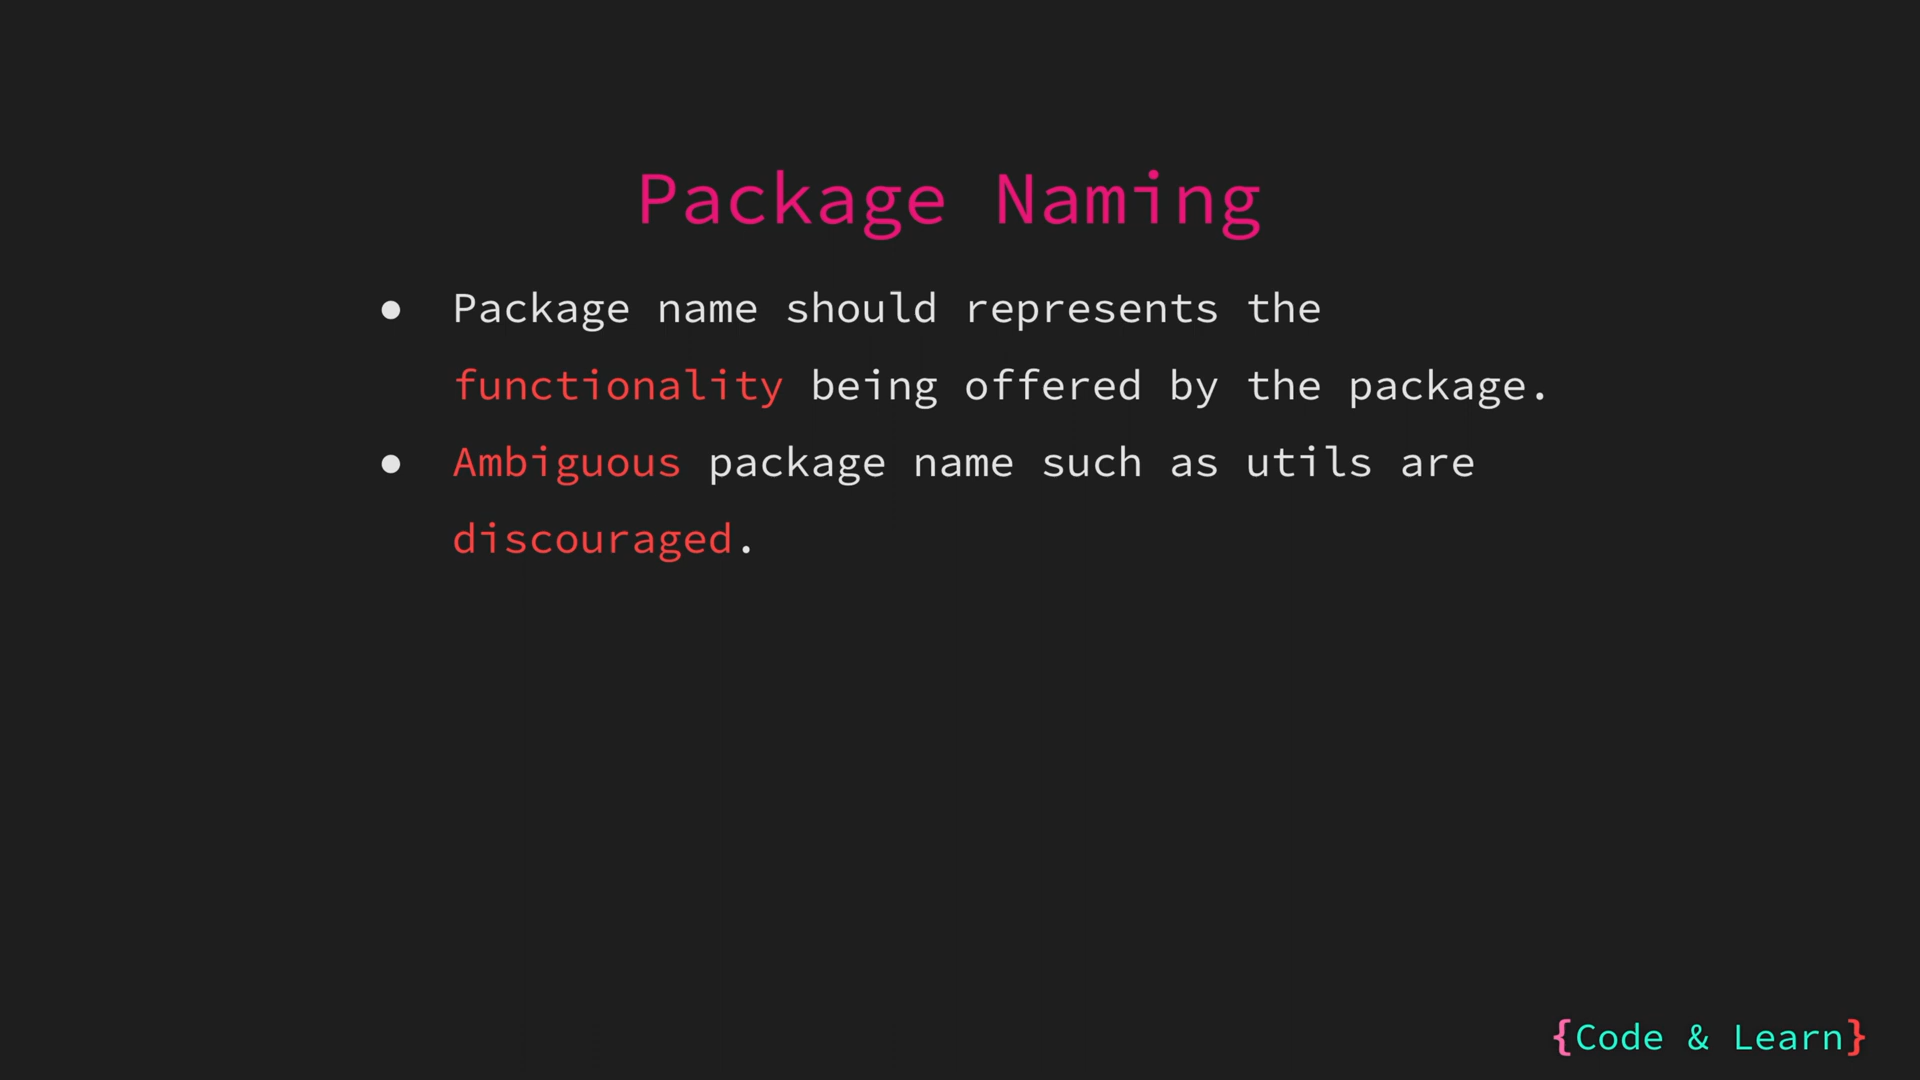 Package Naming
● Package name should represents the
functionality being offered by the package.
● Ambiguous package name such as utils are
discouraged.
{Code & Learn}